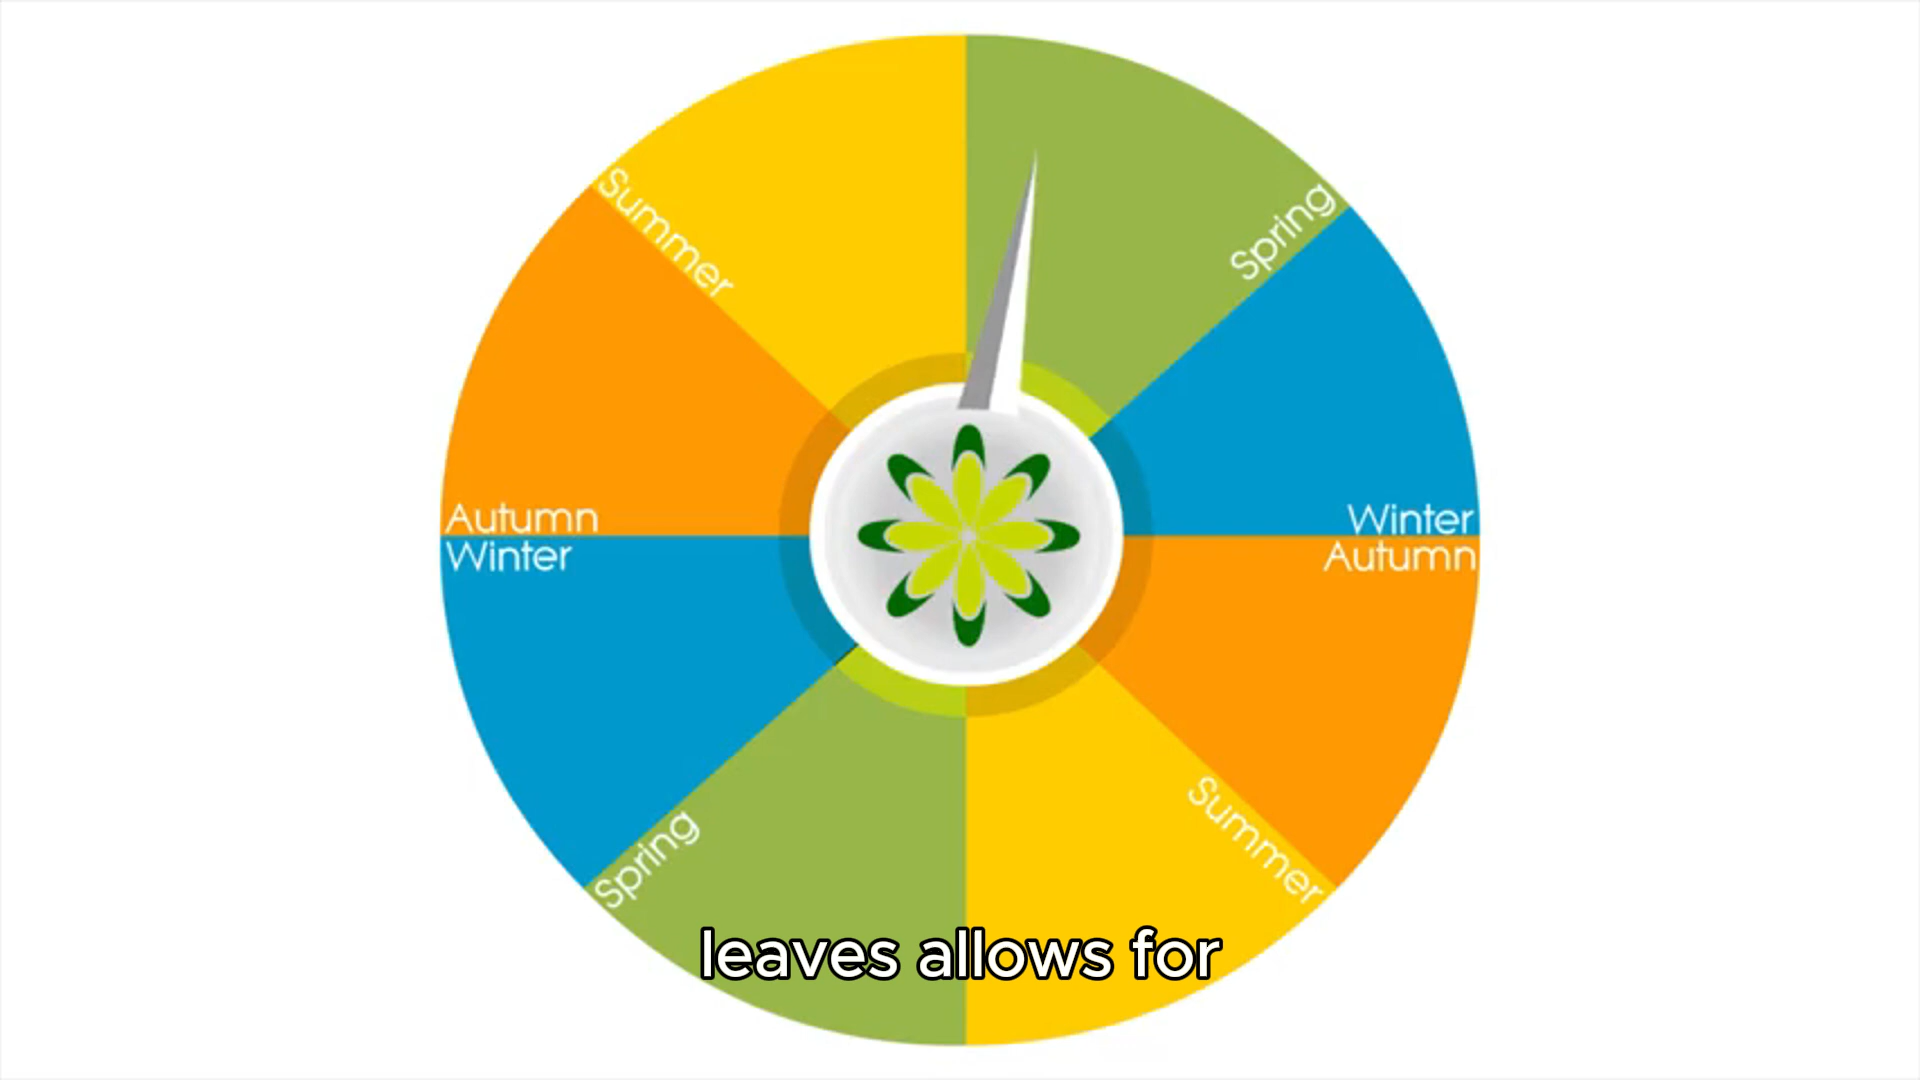 Summer
Spring
Autumn
Winter
Winter
Autumn
Summer
Spring
leaves allows for